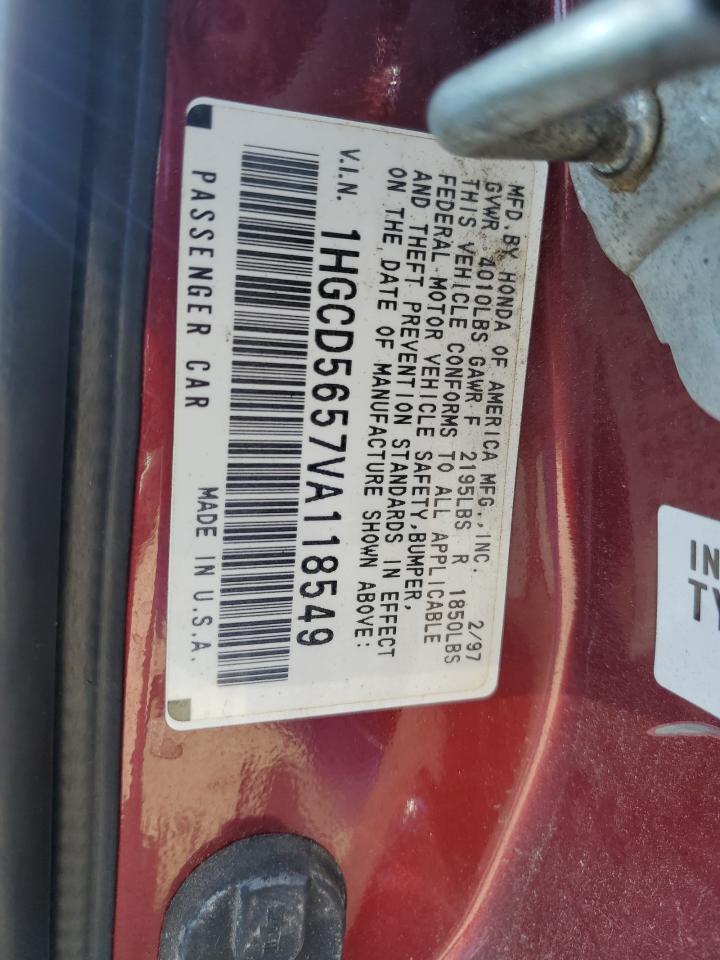 MFD. BY HONDA OF AMERICA MFG., INC. 2/97
GVWR 4010LBS GAWR F 2195LBS R 1850LBS
THIS VEHICLE CONFORMS TO ALL APPLICABLE
FEDERAL MOTOR VEHICLE SAFETY, BUMPER,
AND THEFT PREVENTION STANDARDS IN EFFECT
ON THE DATE OF MANUFACTURE SHOWN ABOVE:
V.I.N. 1HGCD5657VA118549
PASSENGER CAR MADE IN U.S.A.
IN
TY